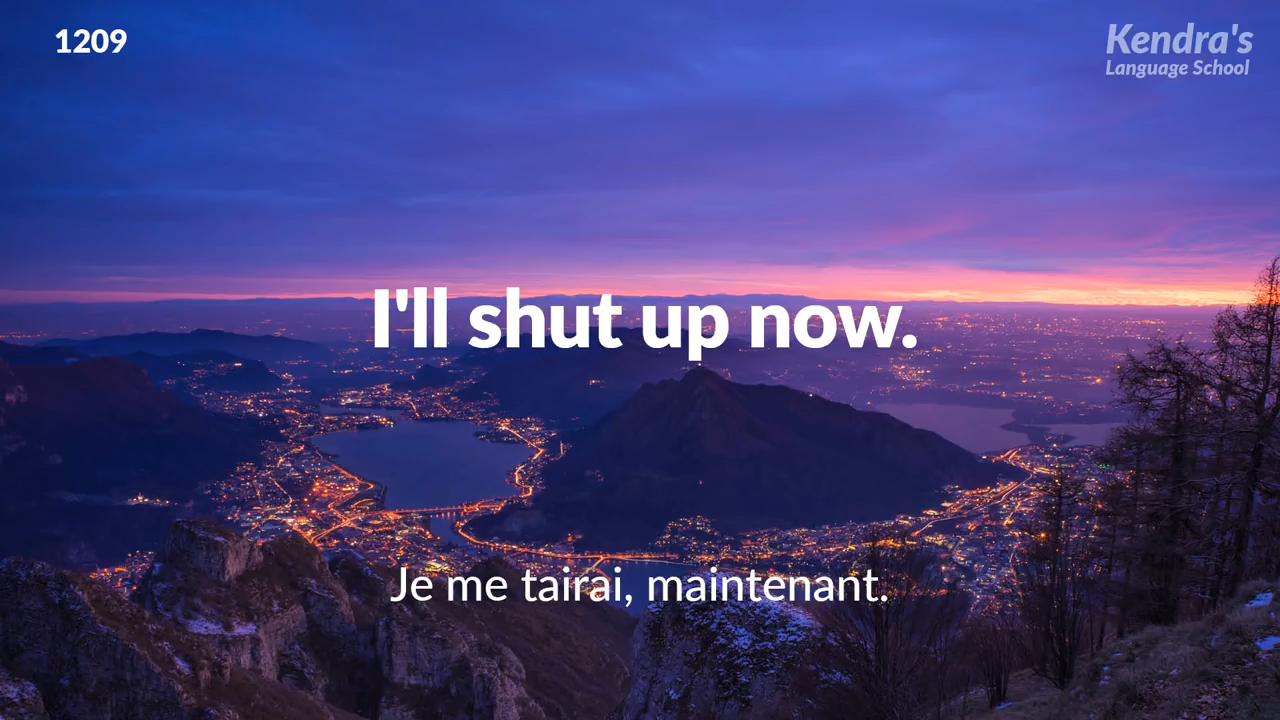 1209
Kendra's
Language School
I'll shut up now.
Je me tairai, maintenant.